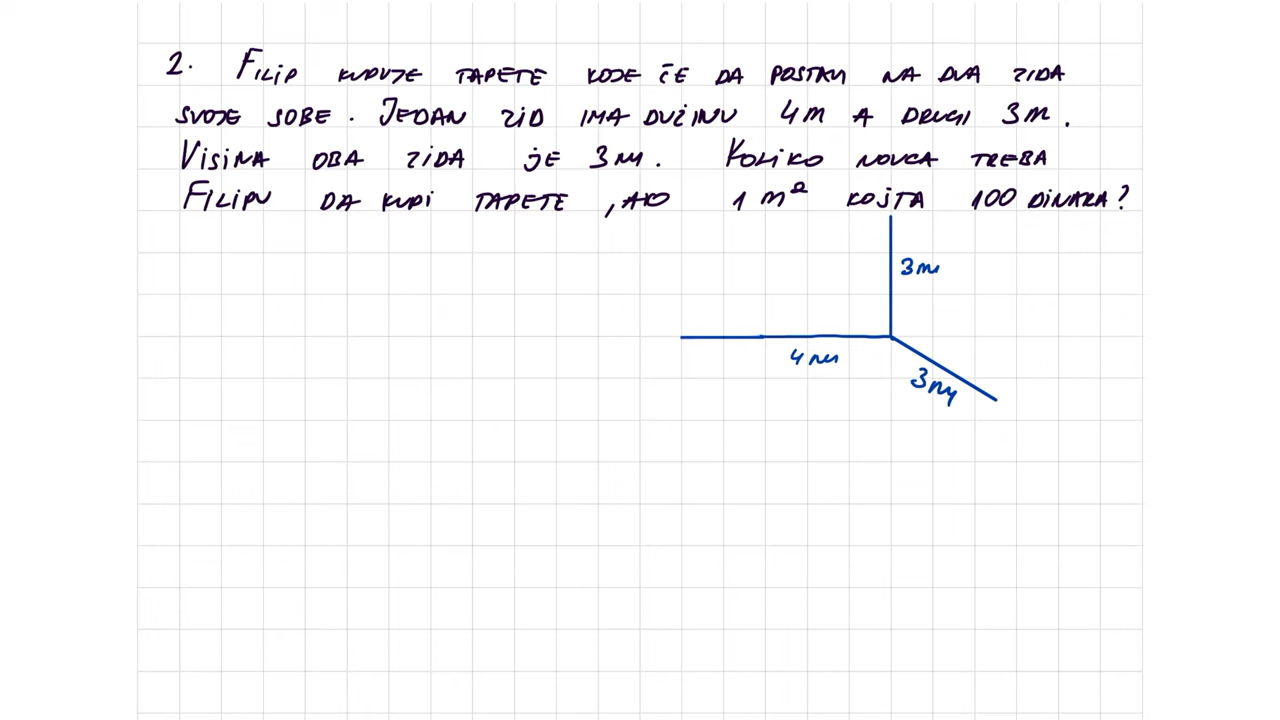 2. FILIP KUPUJE TAPETE KOJE ĆE DA POSTAVI NA DVA ZIDA
SVOJE SOBE. JEDAN ZID IMA DUŽINU 4m A DRUGI 3m.
VISINA OBA ZIDA JE 3m. KOLIKO NOVCA TREBA
FILIPU DA KUPI TAPETE, AKO 1 m² KOŠTA 100 DINARA?
3m
4m
3m